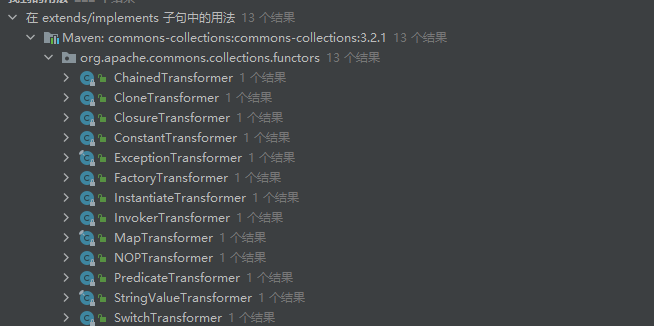 在 extends/implements 子句中的用法 13 个结果
Maven: commons-collections:commons-collections:3.2.1 13 个结果
org.apache.commons.collections.functors 13 个结果
ChainedTransformer 1 个结果
CloneTransformer 1 个结果
ClosureTransformer 1 个结果
ConstantTransformer 1 个结果
ExceptionTransformer 1 个结果
FactoryTransformer 1 个结果
InstantiateTransformer 1 个结果
InvokerTransformer 1 个结果
MapTransformer 1 个结果
NOPTransformer 1 个结果
PredicateTransformer 1 个结果
StringValueTransformer 1 个结果
SwitchTransformer 1 个结果